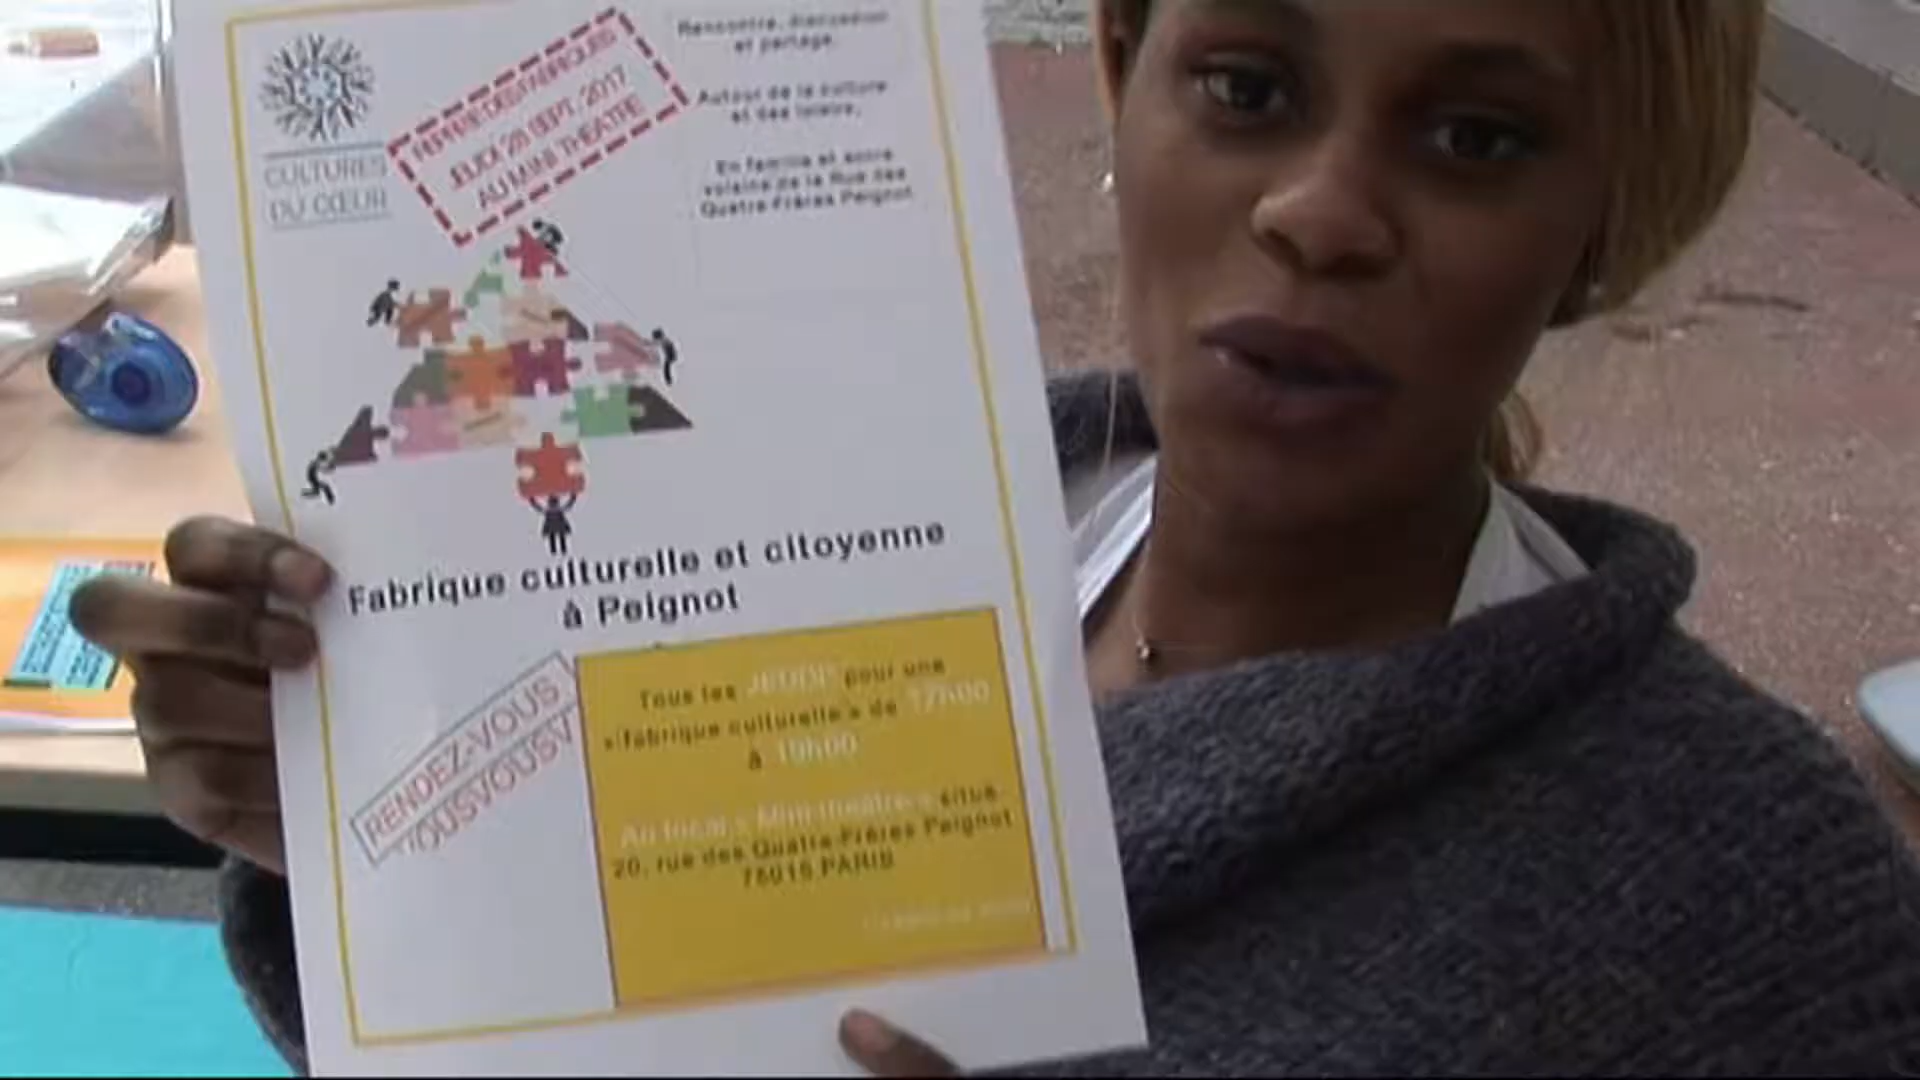 CULTURES
DU CŒUR
JEUDI 28 SEPT. 2017
AU MINI THEATRE
Rencontre, discussion
et partage.
Autour de la culture
et des loisirs,
En famille et entre
voisins de la Rue des
Quatre Frères Peignot
Fabrique culturelle et citoyenne
à Peignot
RENDEZ-VOUS
Tous les JEUDI pour une
« fabrique culturelle » de 17h00
à 19h00
Au local « Mini-théâtre » situé
20, rue des Quatre-Frères Peignot
75015 PARIS